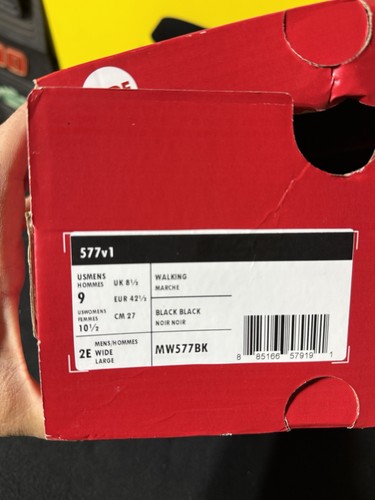 577v1
USMENS
HOMMES
9
UK 8½
EUR 42½
USWOMENS
FEMMES
10½
CM 27
WALKING
MARCHE
BLACK BLACK
NOIR NOIR
2E
MENS/HOMMES
WIDE
LARGE
MW577BK
8 85166 57919 1